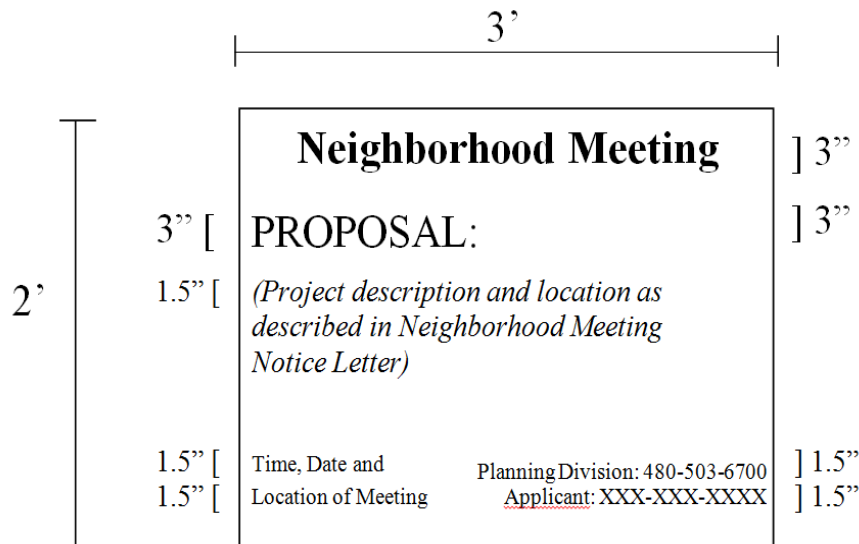 3’
Neighborhood Meeting
] 3”
3” [
PROPOSAL:
] 3”
2’
1.5” [
(Project description and location as
described in Neighborhood Meeting
Notice Letter)
1.5” [
Time, Date and
Planning Division: 480-503-6700
] 1.5”
1.5” [
Location of Meeting
Applicant: XXX-XXX-XXXX
] 1.5”